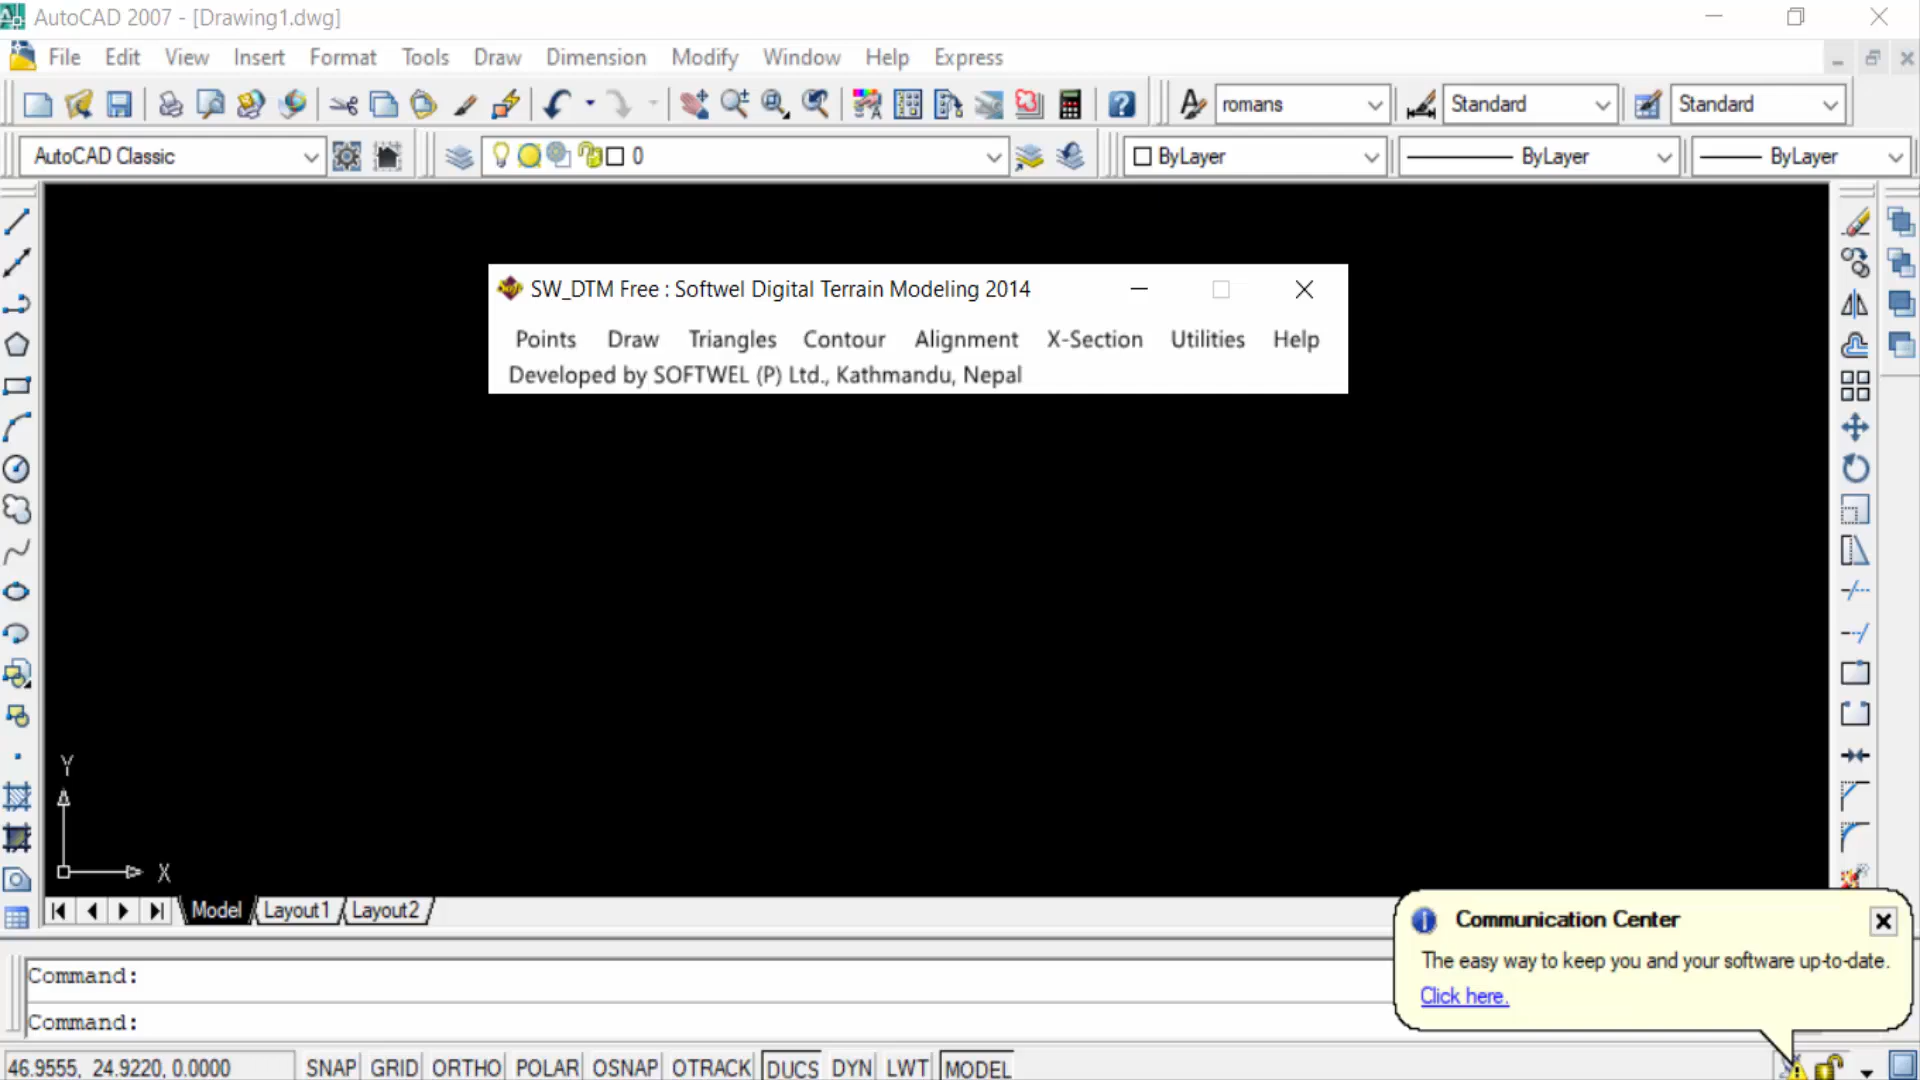 AutoCAD 2007 - [Drawing1.dwg]
File Edit View Insert Format Tools Draw Dimension Modify Window Help Express
romans Standard Standard
AutoCAD Classic 0 ByLayer ByLayer ByLayer
SW_DTM Free : Softwel Digital Terrain Modeling 2014
Points Draw Triangles Contour Alignment X-Section Utilities Help
Developed by SOFTWEL (P) Ltd., Kathmandu, Nepal
Y
X
Model Layout1 Layout2
Communication Center
The easy way to keep you and your software up-to-date.
Click here.
Command:
Command:
46.9555, 24.9220, 0.0000 SNAP GRID ORTHO POLAR OSNAP OTRACK DUCS DYN LWT MODEL